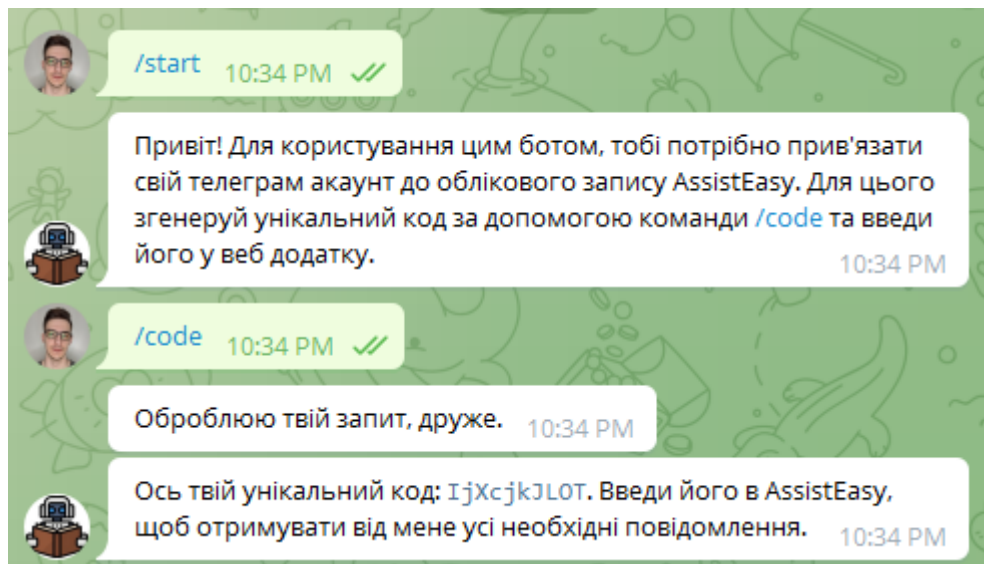 /start 10:34 PM
Привіт! Для користування цим ботом, тобі потрібно прив'язати
свій телеграм акаунт до облікового запису AssistEasy. Для цього
згенеруй унікальний код за допомогою команди /code та введи
його у веб додатку. 10:34 PM
/code 10:34 PM
Оброблюю твій запит, друже. 10:34 PM
Ось твій унікальний код: IjXcjkJLOT. Введи його в AssistEasy,
щоб отримувати від мене усі необхідні повідомлення. 10:34 PM